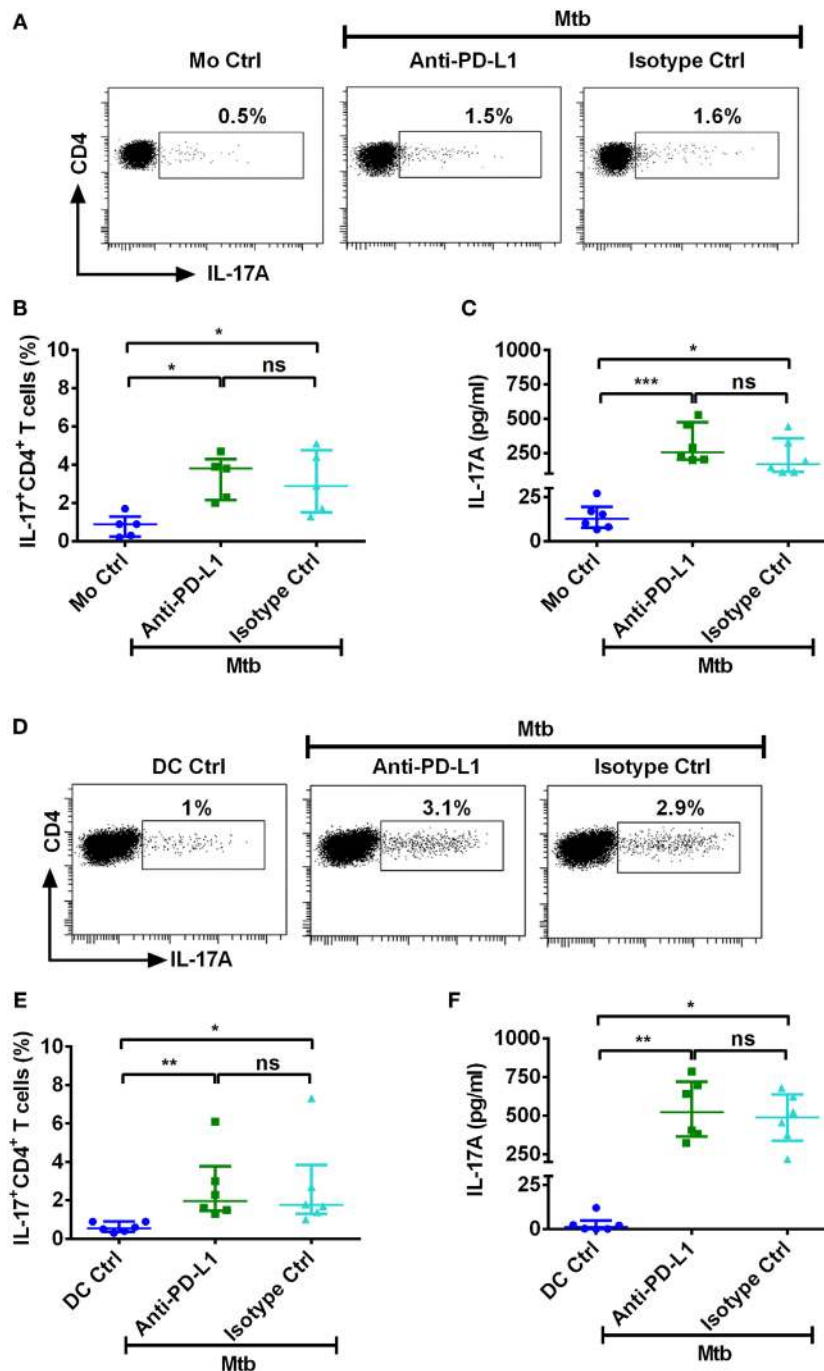 A
Mtb
Mo Ctrl
Anti-PD-L1
Isotype Ctrl
0.5%
1.5%
1.6%
CD4
IL-17A
B
IL-17⁺CD4⁺ T cells (%)
10
8
6
4
2
0
*
*
ns
Mo Ctrl
Anti-PD-L1
Isotype Ctrl
Mtb
C
IL-17A (pg/ml)
1000
750
500
250
25
0
*
***
ns
Mo Ctrl
Anti-PD-L1
Isotype Ctrl
Mtb
D
Mtb
DC Ctrl
Anti-PD-L1
Isotype Ctrl
1%
3.1%
2.9%
CD4
IL-17A
E
IL-17⁺CD4⁺ T cells (%)
10
8
6
4
2
0
*
**
ns
DC Ctrl
Anti-PD-L1
Isotype Ctrl
Mtb
F
IL-17A (pg/ml)
1000
750
500
250
25
0
*
**
ns
DC Ctrl
Anti-PD-L1
Isotype Ctrl
Mtb